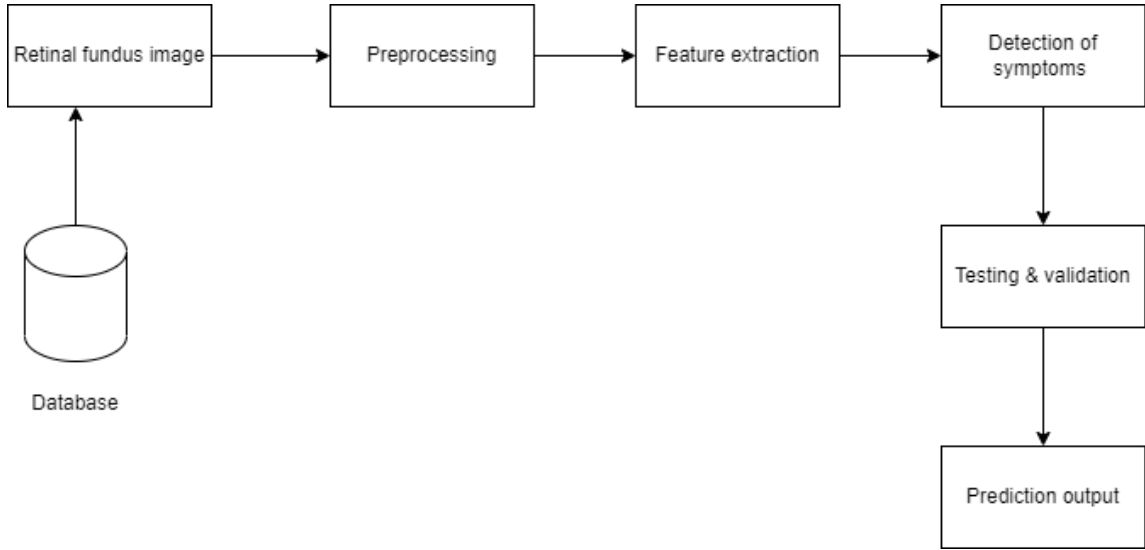 Retinal fundus image
Preprocessing
Feature extraction
Detection of
symptoms
Testing & validation
Database
Prediction output